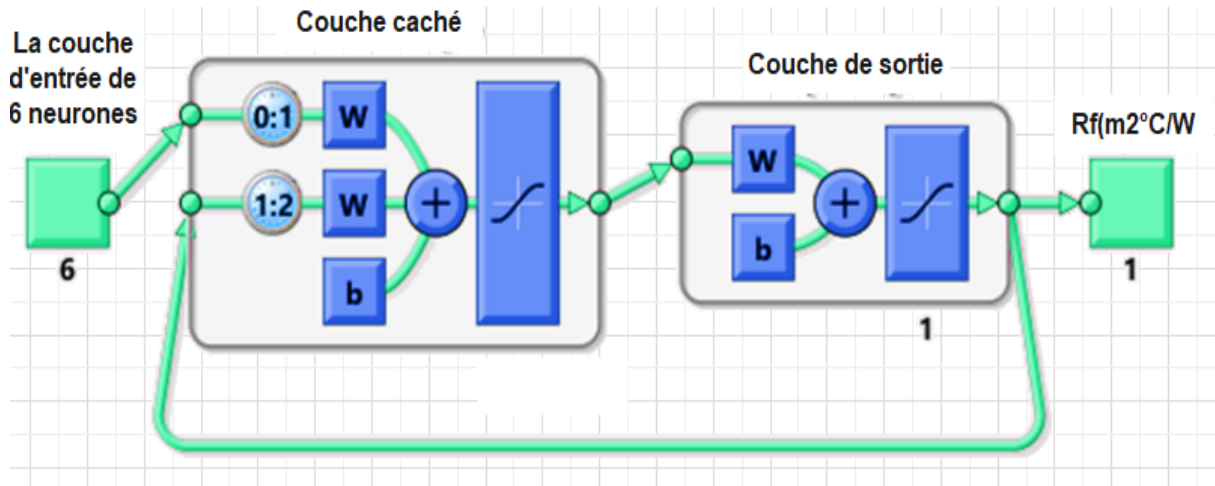 Couche caché
La couche
d'entrée de
6 neurones
Couche de sortie
Rf(m2°C/W
0:1
W
1:2
W
b
6
W
b
1
1